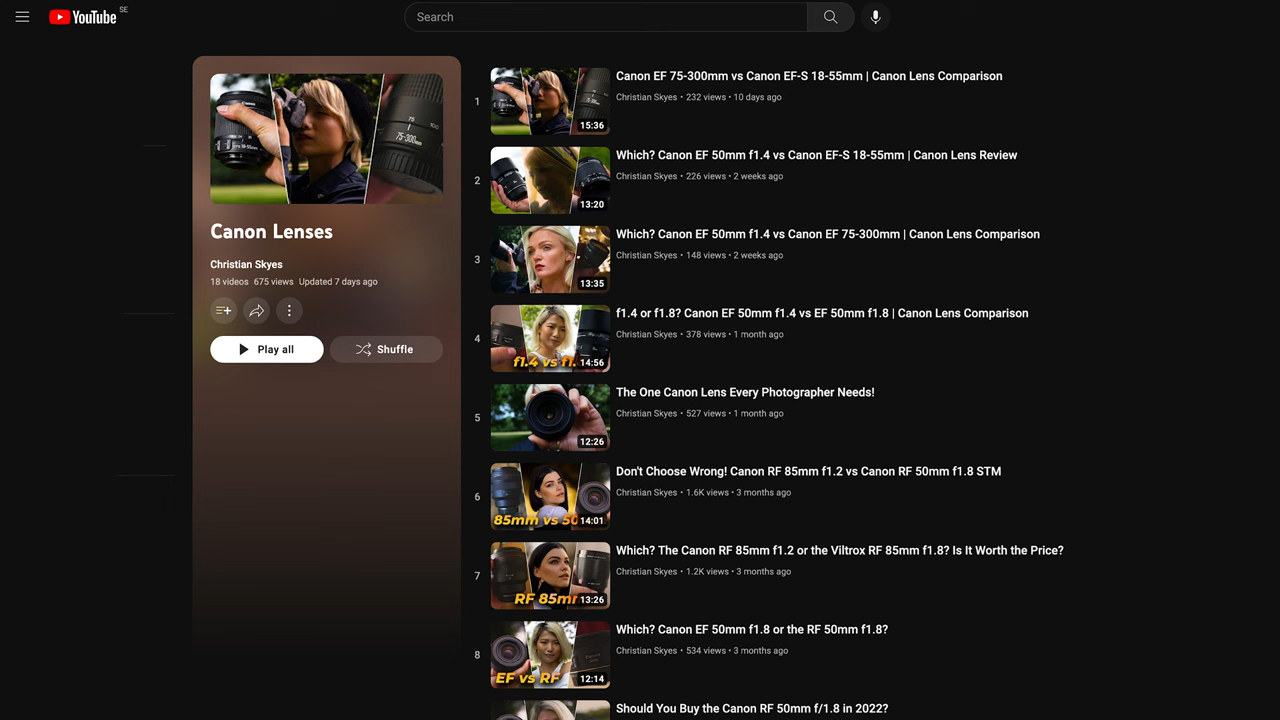 YouTube SE
Search
Canon Lenses
Christian Skyes
18 videos 675 views Updated 7 days ago
Play all
Shuffle
1
15:36
Canon EF 75-300mm vs Canon EF-S 18-55mm | Canon Lens Comparison
Christian Skyes • 232 views • 10 days ago
2
13:20
Which? Canon EF 50mm f1.4 vs Canon EF-S 18-55mm | Canon Lens Review
Christian Skyes • 226 views • 2 weeks ago
3
13:35
Which? Canon EF 50mm f1.4 vs Canon EF 75-300mm | Canon Lens Comparison
Christian Skyes • 148 views • 2 weeks ago
4
f1.4 vs f1.
14:56
f1.4 or f1.8? Canon EF 50mm f1.4 vs EF 50mm f1.8 | Canon Lens Comparison
Christian Skyes • 378 views • 1 month ago
5
12:26
The One Canon Lens Every Photographer Needs!
Christian Skyes • 527 views • 1 month ago
6
85mm vs 50
14:01
Don't Choose Wrong! Canon RF 85mm f1.2 vs Canon RF 50mm f1.8 STM
Christian Skyes • 1.6K views • 3 months ago
7
RF 85m
13:26
Which? The Canon RF 85mm f1.2 or the Viltrox RF 85mm f1.8? Is It Worth the Price?
Christian Skyes • 1.2K views • 3 months ago
8
EF vs RF
12:14
Which? Canon EF 50mm f1.8 or the RF 50mm f1.8?
Christian Skyes • 534 views • 3 months ago
Should You Buy the Canon RF 50mm f/1.8 in 2022?